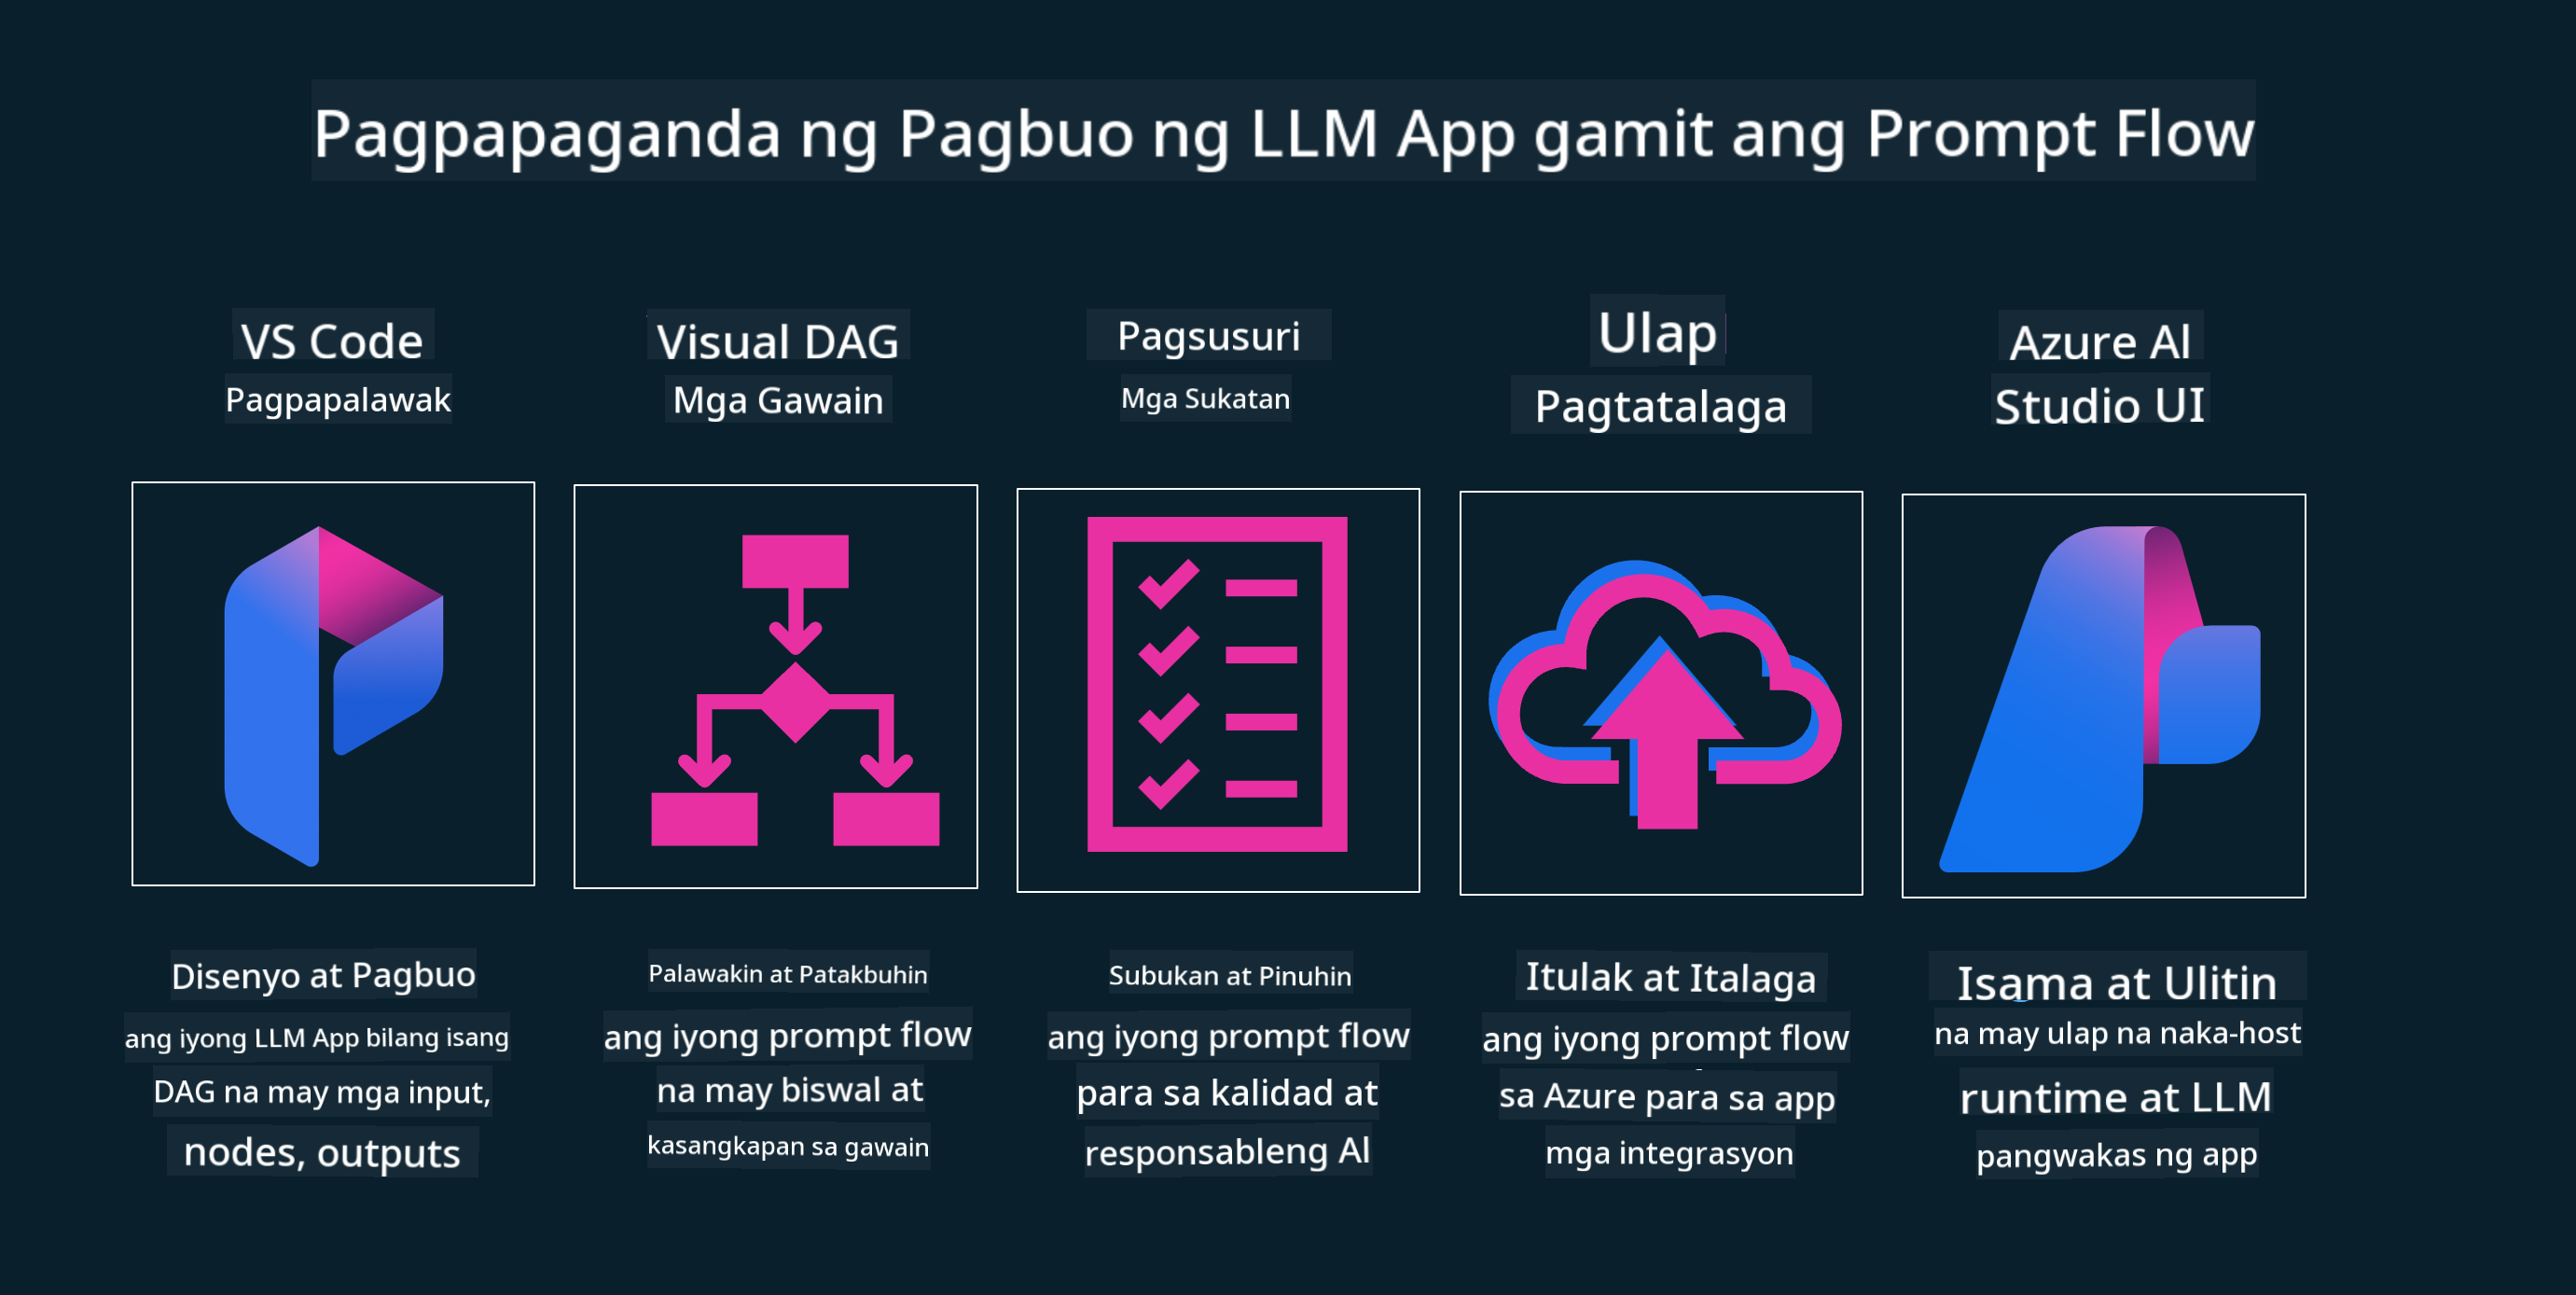 Pagpapaganda ng Pagbuo ng LLM App gamit ang Prompt Flow
VS Code
Pagpapalawak
Visual DAG
Mga Gawain
Pagsusuri
Mga Sukatan
Ulap
Pagtatalaga
Azure Al
Studio UI
Disenyo at Pagbuo
ang iyong LLM App bilang isang
DAG na may mga input,
nodes, outputs
Palawakin at Patakbuhin
ang iyong prompt flow
na may biswal at
kasangkapan sa gawain
Subukan at Pinuhin
ang iyong prompt flow
para sa kalidad at
responsableng Al
Itulak at Italaga
ang iyong prompt flow
sa Azure para sa app
mga integrasyon
Isama at Ulitin
na may ulap na naka-host
runtime at LLM
pangwakas ng app